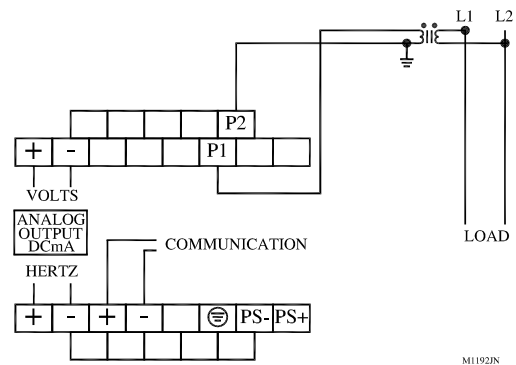 L1 L2
P2
+ - P1
VOLTS
ANALOG
OUTPUT
DCmA
HERTZ
COMMUNICATION
LOAD
+ - + - PS- PS+
M1192JN